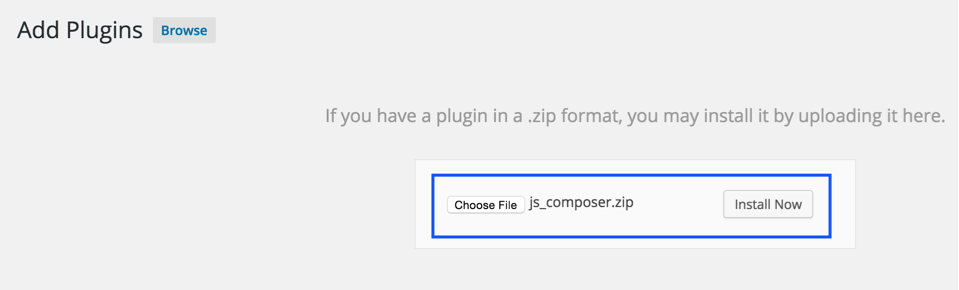 Add Plugins Browse
If you have a plugin in a .zip format, you may install it by uploading it here.
Choose File js_composer.zip Install Now